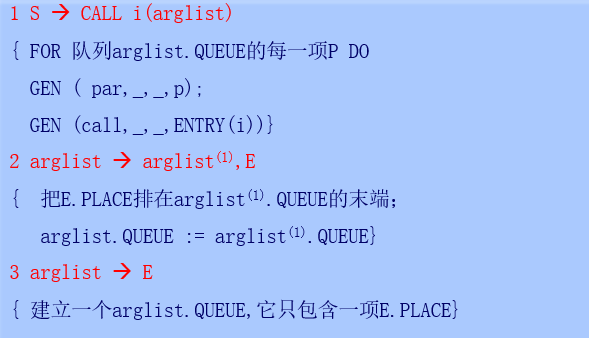 1 S → CALL i(arglist)
{ FOR 队列arglist.QUEUE的每一项P DO
GEN ( par,_,_,p);
GEN (call,_,_,ENTRY(i))}
2 arglist → arglist⁽¹⁾,E
{ 把E.PLACE排在arglist⁽¹⁾.QUEUE的末端;
arglist.QUEUE := arglist⁽¹⁾.QUEUE}
3 arglist → E
{ 建立一个arglist.QUEUE,它只包含一项E.PLACE}